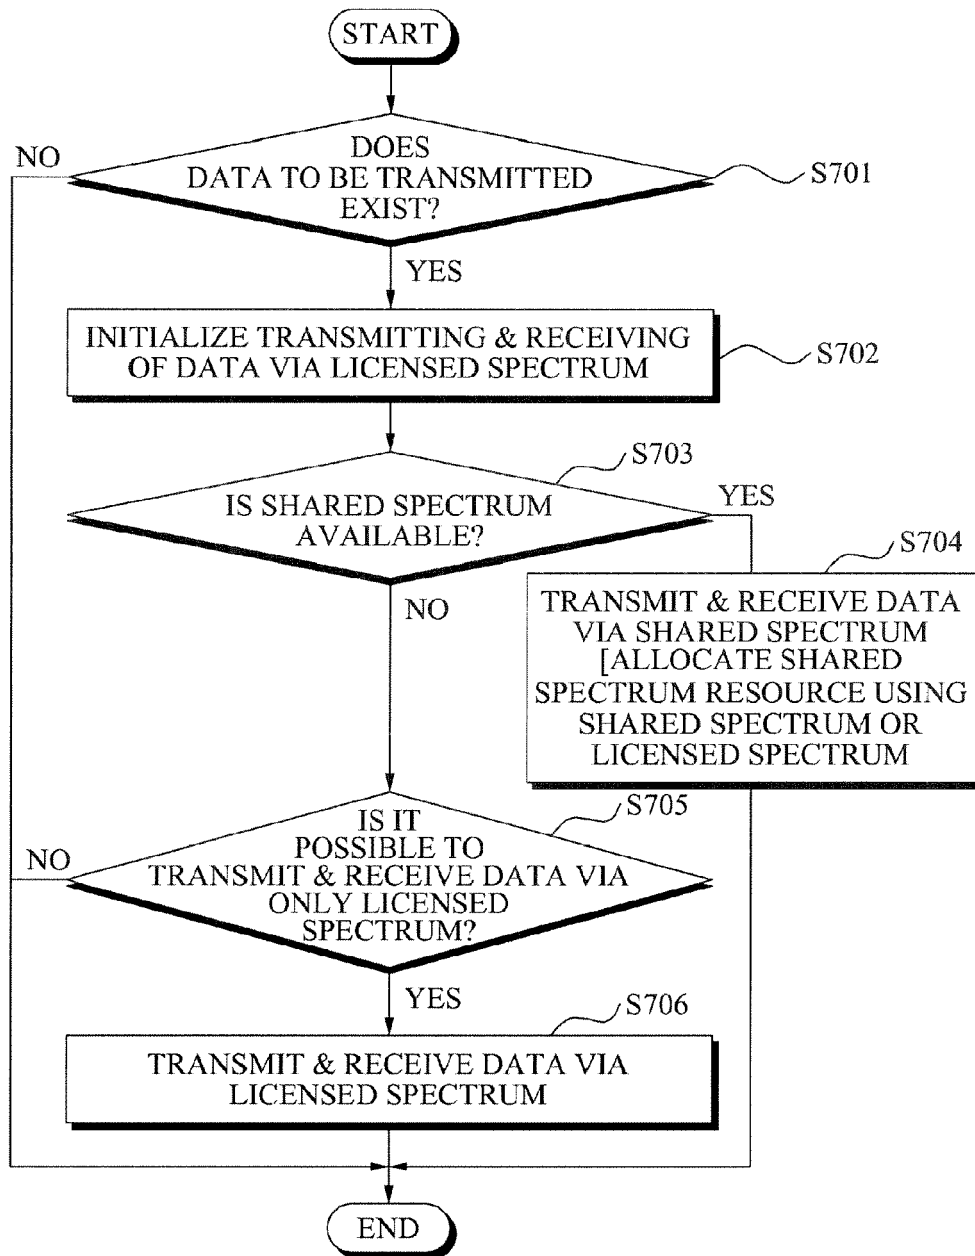 START
NO
DOES
DATA TO BE TRANSMITTED
EXIST?
S701
YES
INITIALIZE TRANSMITTING & RECEIVING
OF DATA VIA LICENSED SPECTRUM
S702
S703
IS SHARED SPECTRUM
AVAILABLE?
YES
NO
S704
TRANSMIT & RECEIVE DATA
VIA SHARED SPECTRUM
[ALLOCATE SHARED
SPECTRUM RESOURCE USING
SHARED SPECTRUM OR
LICENSED SPECTRUM
S705
IS IT
POSSIBLE TO
TRANSMIT & RECEIVE DATA VIA
ONLY LICENSED
SPECTRUM?
NO
YES
S706
TRANSMIT & RECEIVE DATA VIA
LICENSED SPECTRUM
END